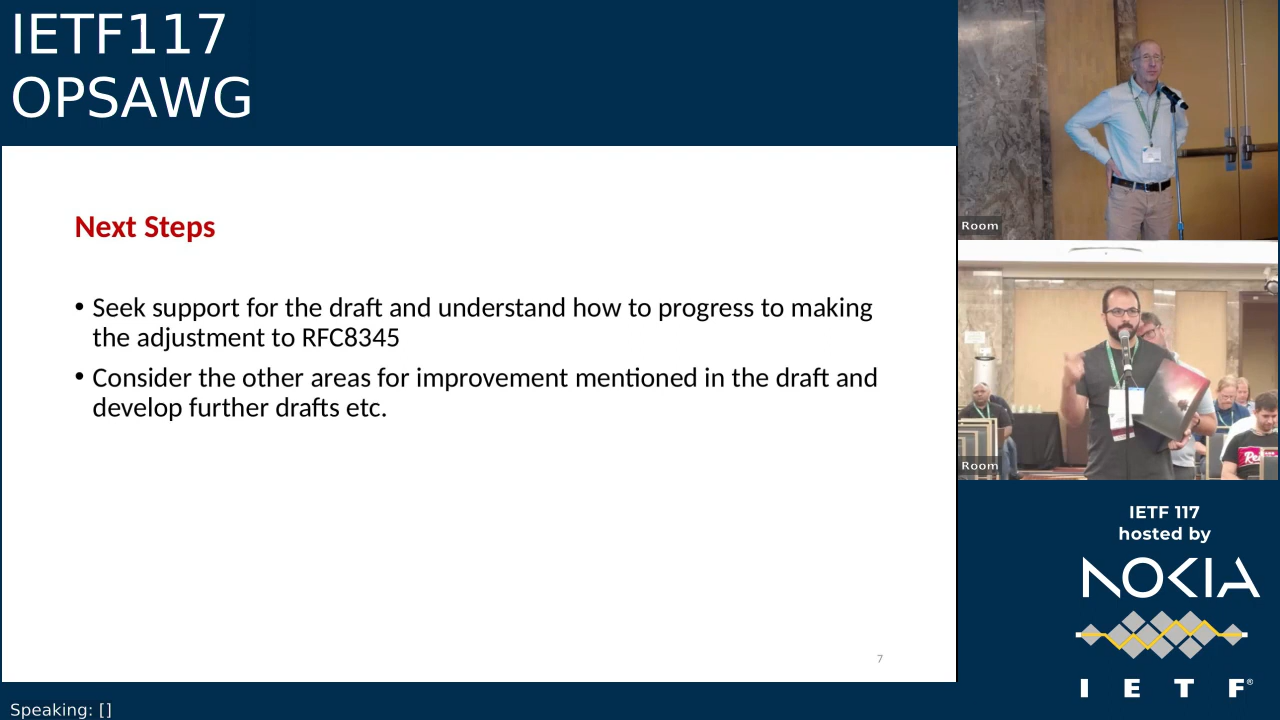 IETF117
OPSAWG
Next Steps
• Seek support for the draft and understand how to progress to making
the adjustment to RFC8345
• Consider the other areas for improvement mentioned in the draft and
develop further drafts etc.
7
Speaking: []
Room
Room
IETF 117
hosted by
NOKIA
I E T F®